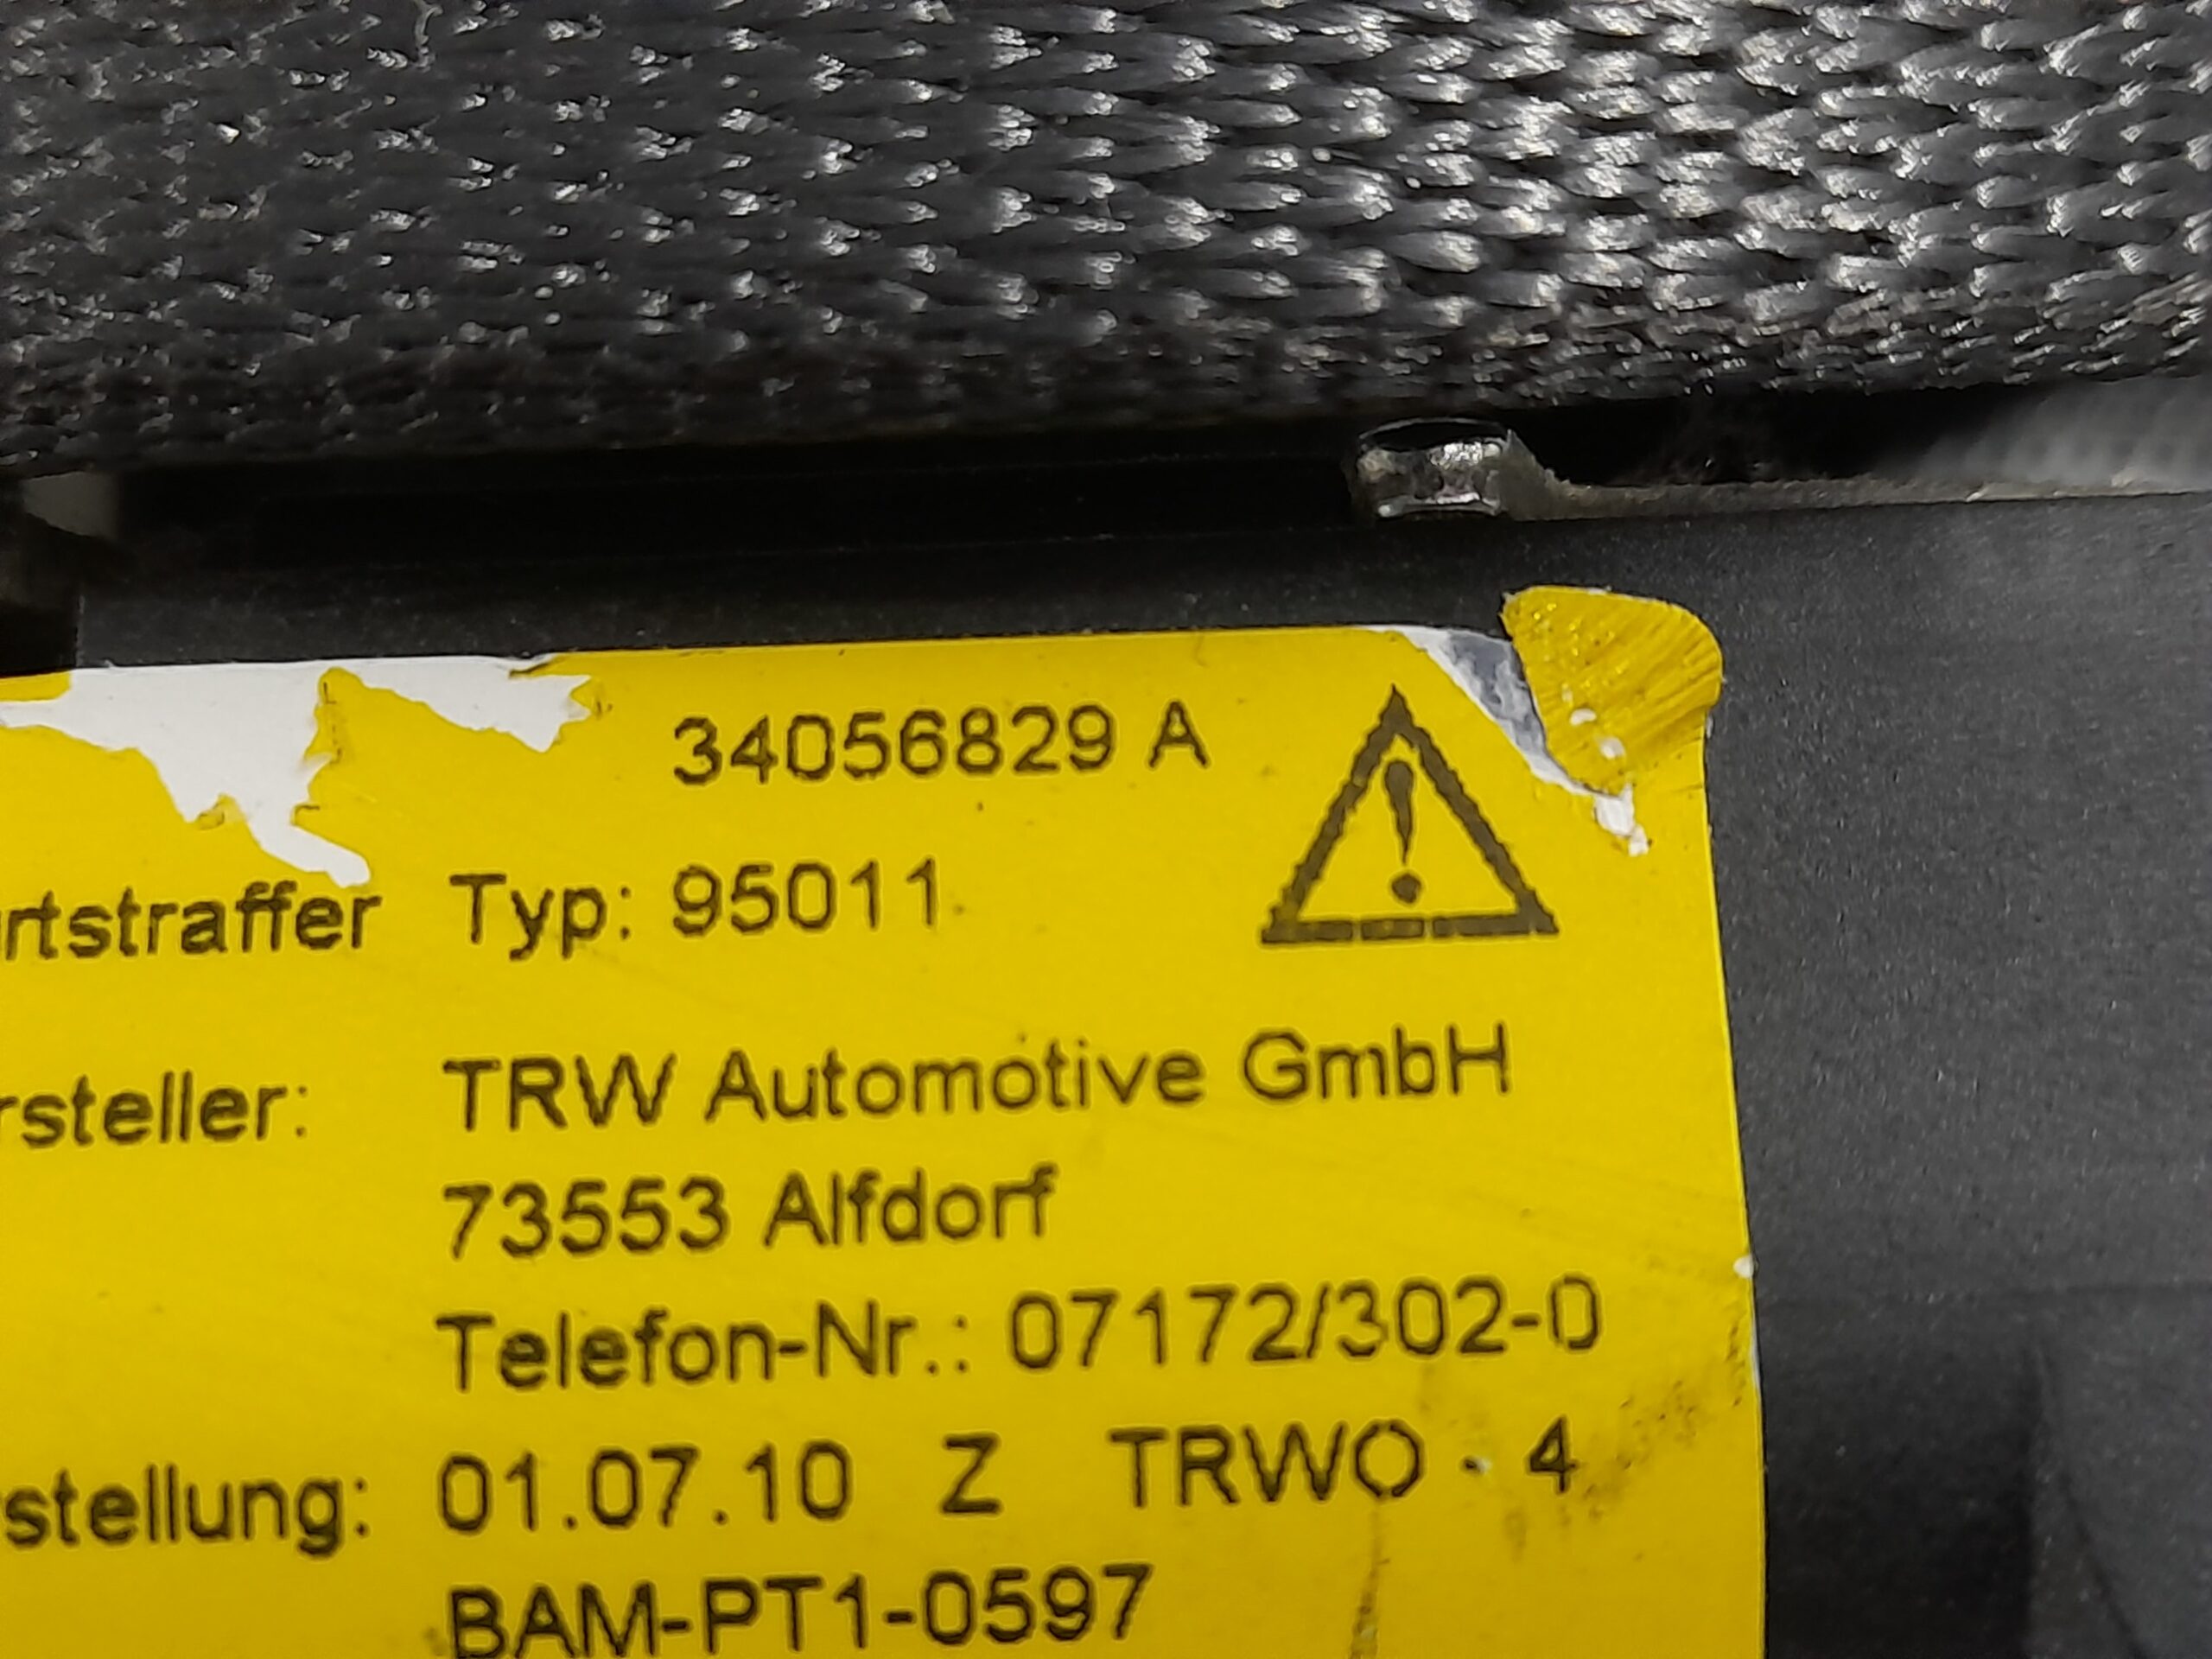 34056829 A
rtstraffer Typ: 95011
rsteller: TRW Automotive GmbH
73553 Alfdorf
Telefon-Nr.: 07172/302-0
stellung: 01.07.10 Z TRWO - 4
BAM-PT1-0597